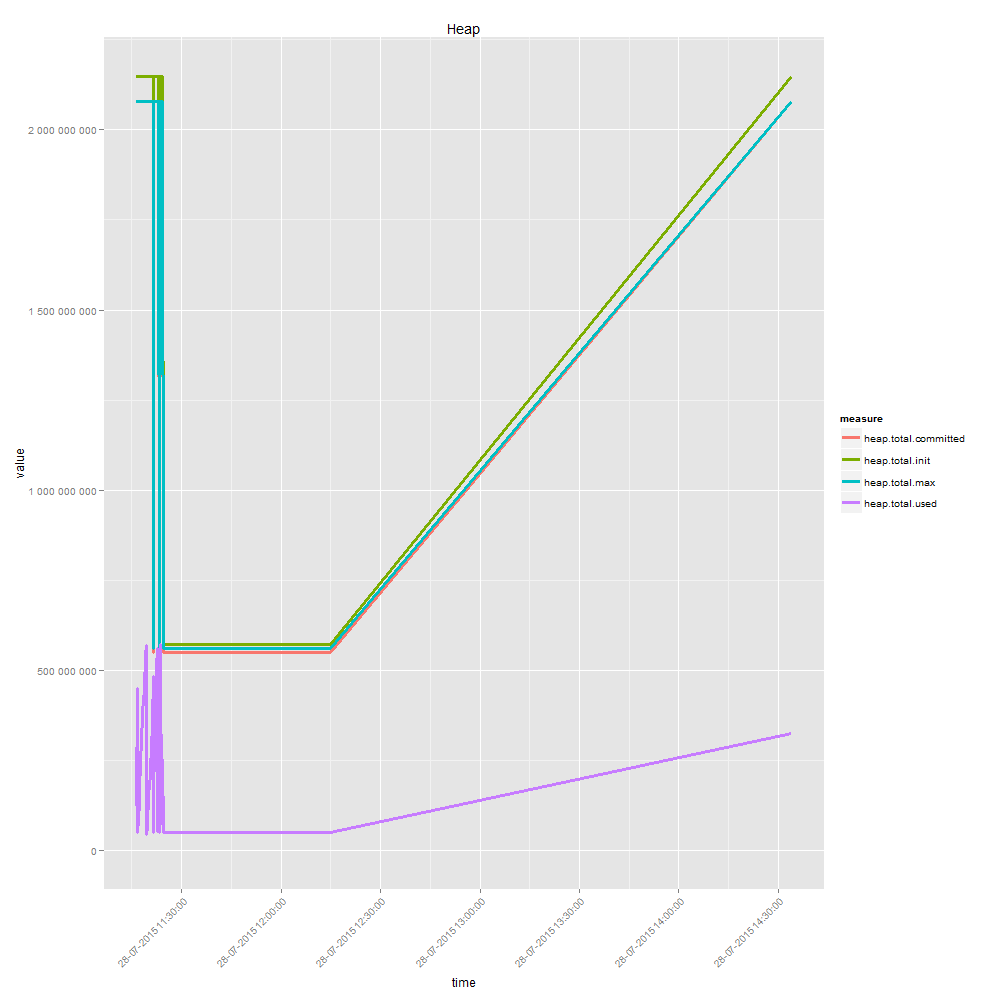 Heap
2 000 000 000
1 500 000 000
1 000 000 000
500 000 000
0
value
28-07-2015 11:30:00
28-07-2015 12:00:00
28-07-2015 12:30:00
28-07-2015 13:00:00
28-07-2015 13:30:00
28-07-2015 14:00:00
28-07-2015 14:30:00
time
measure
heap.total.committed
heap.total.init
heap.total.max
heap.total.used